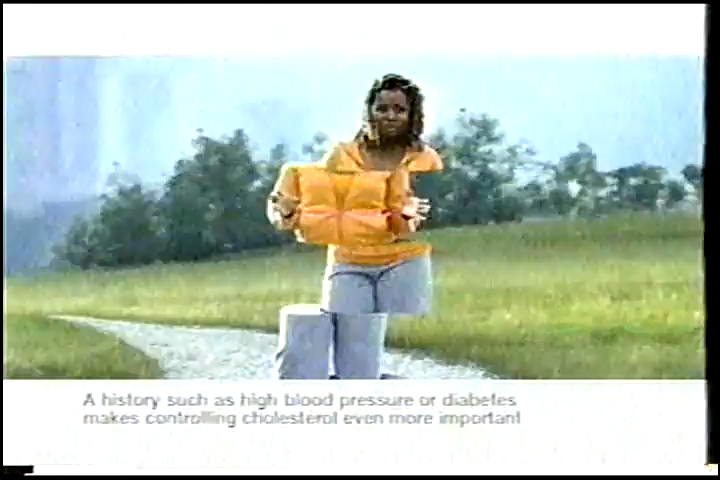 A history such as high blood pressure or diabetes
makes controlling cholesterol even more important